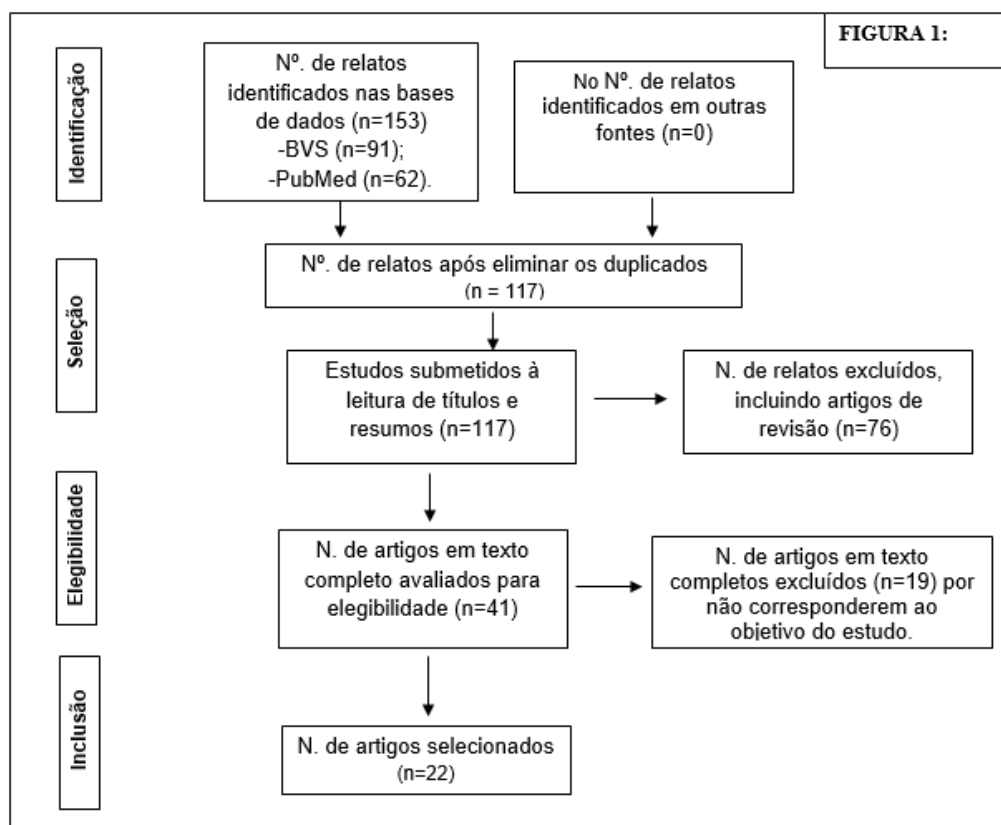 FIGURA 1:
Identificação
Nº. de relatos
identificados nas bases
de dados (n=153)
-BVS (n=91);
-PubMed (n=62).
No Nº. de relatos
identificados em outras
fontes (n=0)
Seleção
Nº. de relatos após eliminar os duplicados
(n = 117)
Estudos submetidos à
leitura de títulos e
resumos (n=117)
N. de relatos excluídos,
incluindo artigos de
revisão (n=76)
Elegibilidade
N. de artigos em texto
completo avaliados para
elegibilidade (n=41)
N. de artigos em texto
completos excluídos (n=19) por
não corresponderem ao
objetivo do estudo.
Inclusão
N. de artigos selecionados
(n=22)